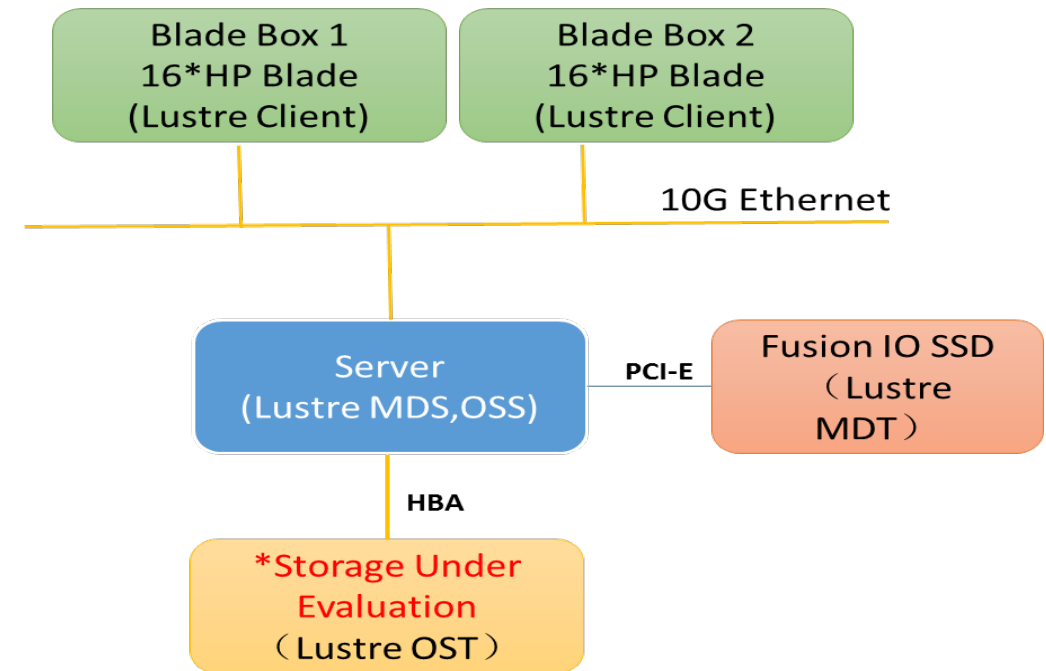 Blade Box 1
16*HP Blade
(Lustre Client)
Blade Box 2
16*HP Blade
(Lustre Client)
10G Ethernet
Server
(Lustre MDS,OSS)
PCI-E
Fusion IO SSD
（Lustre
MDT）
HBA
*Storage Under
Evaluation
（Lustre OST）